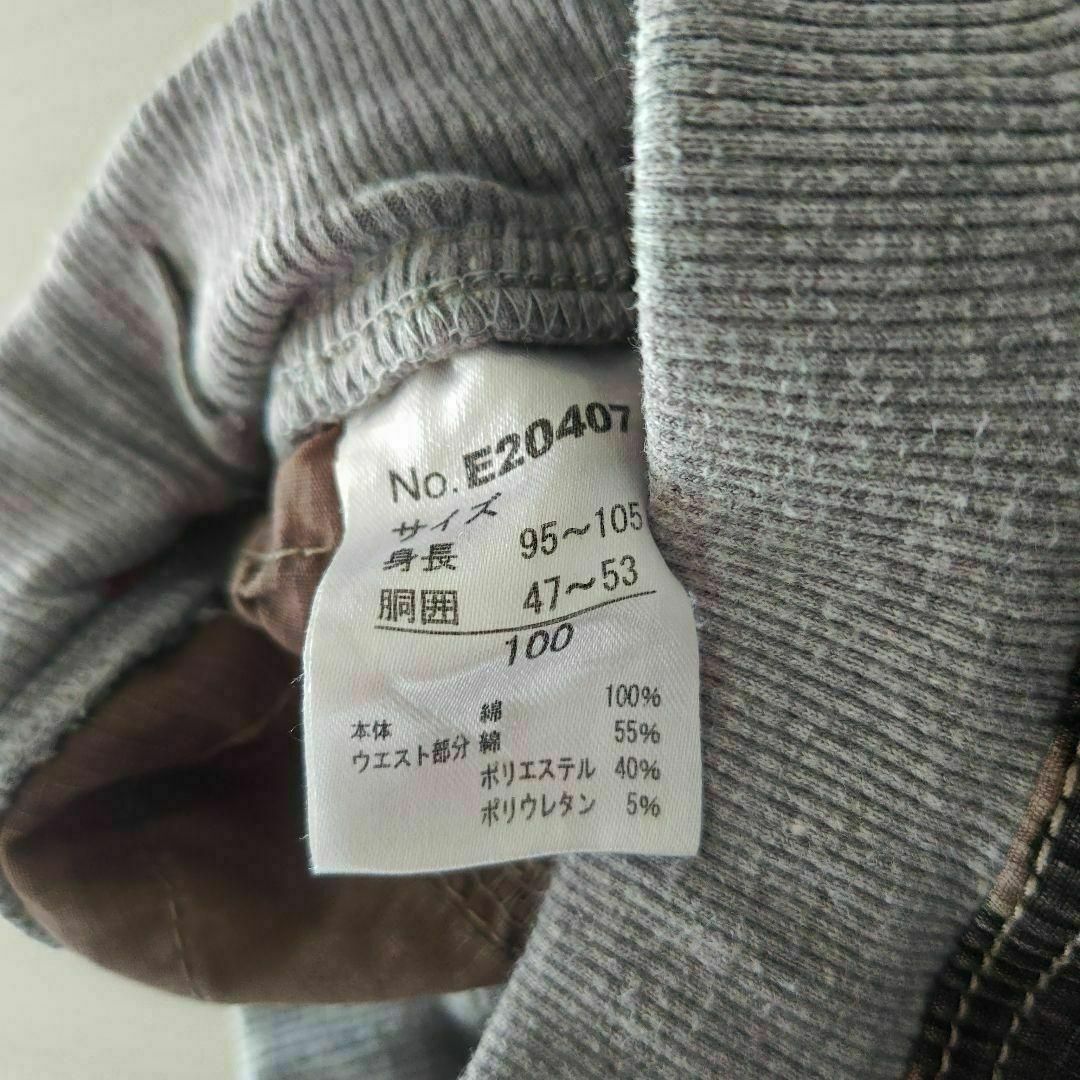 No.E20407
サイズ
身長 95～105
胴囲 47～53
100
本体 綿 100%
ウエスト部分 綿 55%
ポリエステル 40%
ポリウレタン 5%